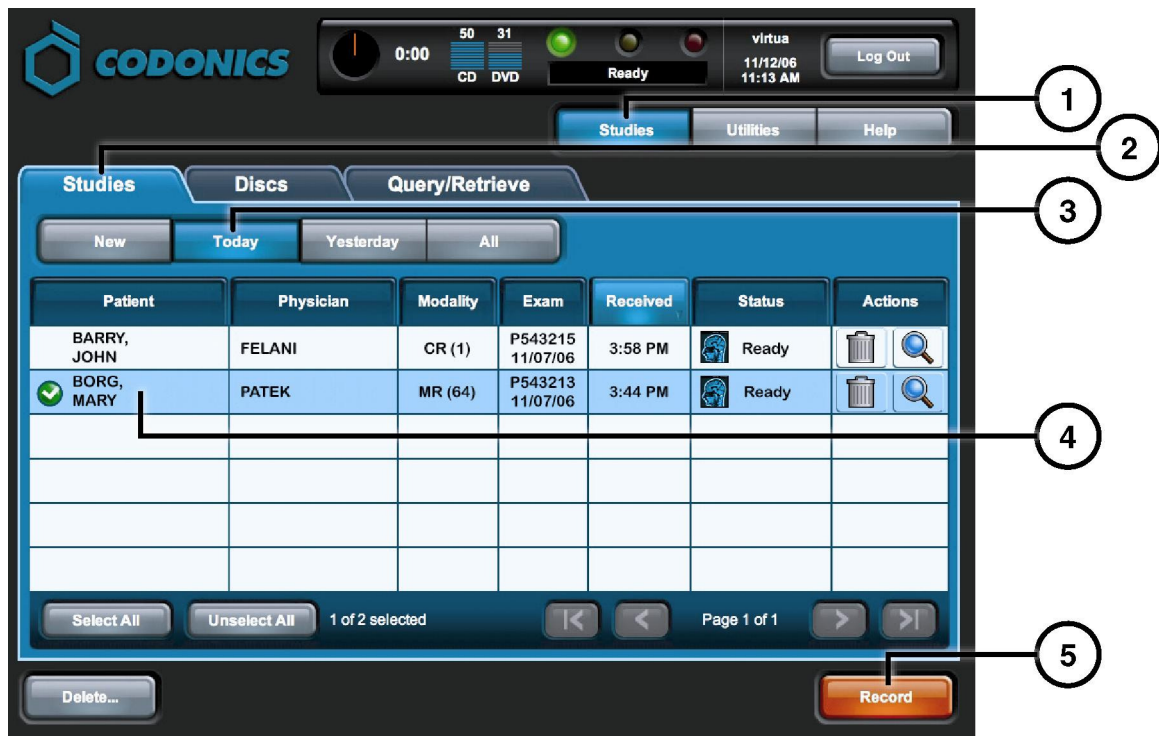 CODONICS
0:00
50 31
CD DVD
Ready
virtua
11/12/06
11:13 AM
Log Out
Studies Utilities Help
1
2
Studies Discs Query/Retrieve
3
New Today Yesterday All
Patient Physician Modality Exam Received Status Actions
BARRY,
JOHN
FELANI
CR (1)
P543215
11/07/06
3:58 PM
Ready
BORG,
MARY
PATEK
MR (64)
P543213
11/07/06
3:44 PM
Ready
4
Select All Unselect All 1 of 2 selected Page 1 of 1
5
Delete... Record